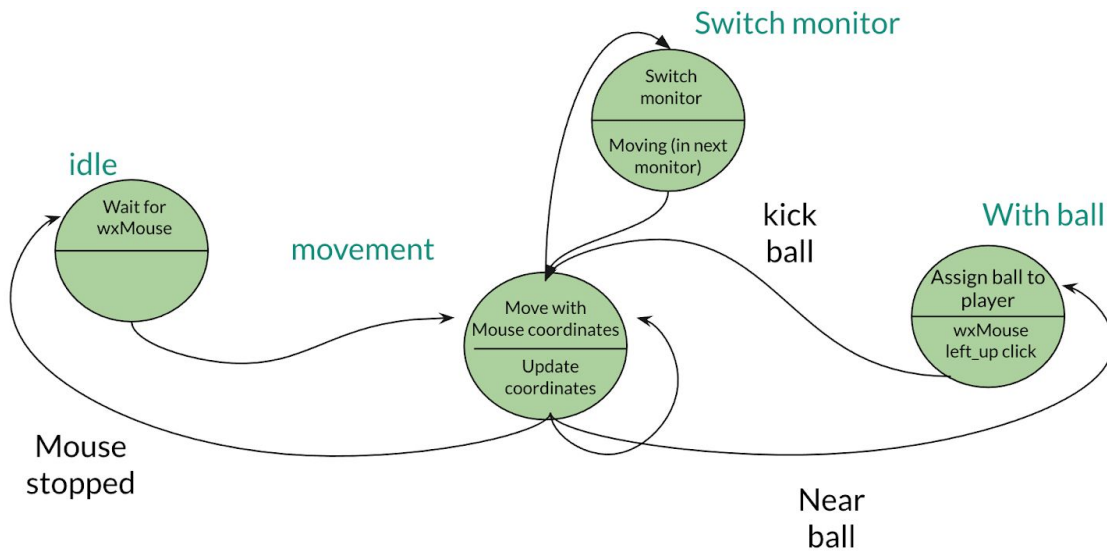 Switch monitor
Switch
monitor
Moving (in next
monitor)
idle
Wait for
wxMouse
movement
kick
ball
With ball
Assign ball to
player
wxMouse
left_up click
Move with
Mouse coordinates
Update
coordinates
Mouse
stopped
Near
ball